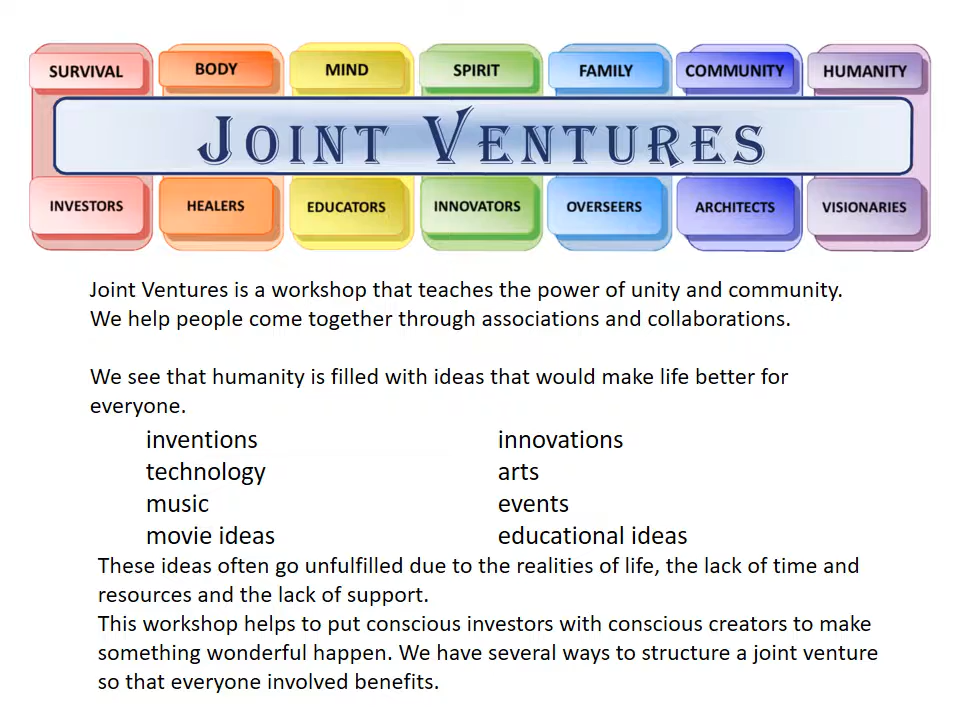 SURVIVAL BODY MIND SPIRIT FAMILY COMMUNITY HUMANITY
JOINT VENTURES
INVESTORS HEALERS EDUCATORS INNOVATORS OVERSEERS ARCHITECTS VISIONARIES
Joint Ventures is a workshop that teaches the power of unity and community.
We help people come together through associations and collaborations.
We see that humanity is filled with ideas that would make life better for
everyone.
inventions innovations
technology arts
music events
movie ideas educational ideas
These ideas often go unfulfilled due to the realities of life, the lack of time and
resources and the lack of support.
This workshop helps to put conscious investors with conscious creators to make
something wonderful happen. We have several ways to structure a joint venture
so that everyone involved benefits.